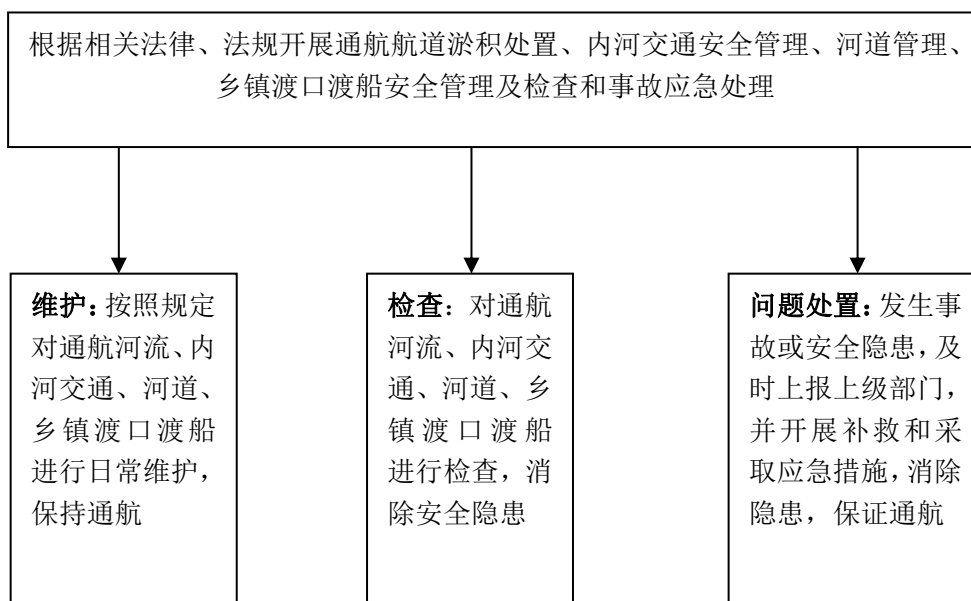 根据相关法律、法规开展通航航道淤积处置、内河交通安全管理、河道管理、
乡镇渡口渡船安全管理及检查和事故应急处理
维护：按照规定
对通航河流、内
河交通、河道、
乡镇渡口渡船
进行日常维护，
保持通航
检查：对通航
河流、内河交
通、河道、乡
镇渡口渡船
进行检查，消
除安全隐患
问题处置：发生事
故或安全隐患，及
时上报上级部门，
并开展补救和采
取应急措施，消除
隐患，保证通航